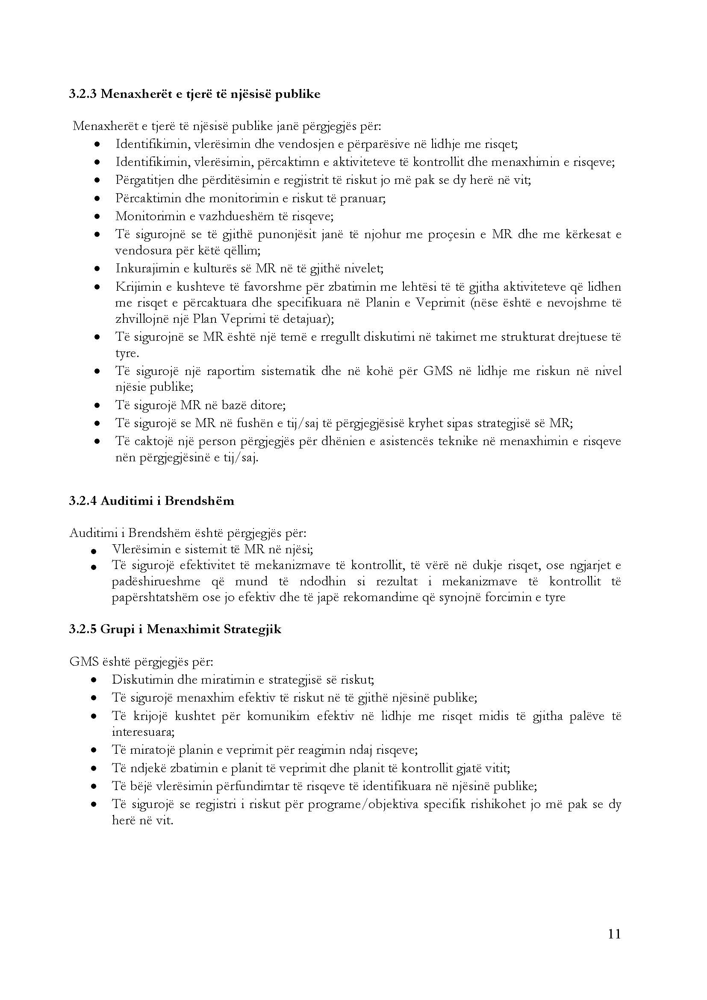 3.2.3 Menaxherët e tjerë të njësisë publike
Menaxherët e tjerë të njësisë publike janë përgjegjës për:
• Identifikimin, vlerësimin dhe vendosjen e përparësive në lidhje me risqet;
• Identifikimin, vlerësimin, përcaktimn e aktiviteteve të kontrollit dhe menaxhimin e risqeve;
• Përgatitjen dhe përditësimin e regjistrit të riskut jo më pak se dy herë në vit;
• Përcaktimin dhe monitorimin e riskut të pranuar;
• Monitorimin e vazhdueshëm të risqeve;
• Të sigurojnë se të gjithë punonjësit janë të njohur me proçesin e MR dhe me kërkesat e
vendosura për këtë qëllim;
• Inkurajimin e kulturës së MR në të gjithë nivelet;
• Krijimin e kushteve të favorshme për zbatimin me lehtësi të të gjitha aktiviteteve që lidhen
me risqet e përcaktuara dhe specifikuara në Planin e Veprimit (nëse është e nevojshme të
zhvillojnë një Plan Veprimi të detajuar);
• Të sigurojnë se MR është një temë e rregullt diskutimi në takimet me strukturat drejtuese të
tyre.
• Të sigurojë një raportim sistematik dhe në kohë për GMS në lidhje me riskun në nivel
njësie publike;
• Të sigurojë MR në bazë ditore;
• Të sigurojë se MR në fushën e tij/saj të përgjegjësisë kryhet sipas strategjisë së MR;
• Të caktojë një person përgjegjës për dhënien e asistencës teknike në menaxhimin e risqeve
nën përgjegjësinë e tij/saj.
3.2.4 Auditimi i Brendshëm
Auditimi i Brendshëm është përgjegjës për:
• Vlerësimin e sistemit të MR në njësi;
• Të sigurojë efektivitet të mekanizmave të kontrollit, të vërë në dukje risqet, ose ngjarjet e
padëshirueshme që mund të ndodhin si rezultat i mekanizmave të kontrollit të
papërshtatshëm ose jo efektiv dhe të japë rekomandime që synojnë forcimin e tyre
3.2.5 Grupi i Menaxhimit Strategjik
GMS është përgjegjës për:
• Diskutimin dhe miratimin e strategjisë së riskut;
• Të sigurojë menaxhim efektiv të riskut në të gjithë njësinë publike;
• Të krijojë kushtet për komunikim efektiv në lidhje me risqet midis të gjitha palëve të
interesuara;
• Të miratojë planin e veprimit për reagimin ndaj risqeve;
• Të ndjekë zbatimin e planit të veprimit dhe planit të kontrollit gjatë vitit;
• Të bëjë vlerësimin përfundimtar të risqeve të identifikuara në njësinë publike;
• Të sigurojë se regjistri i riskut për programe/objektiva specifik rishikohet jo më pak se dy
herë në vit.
11